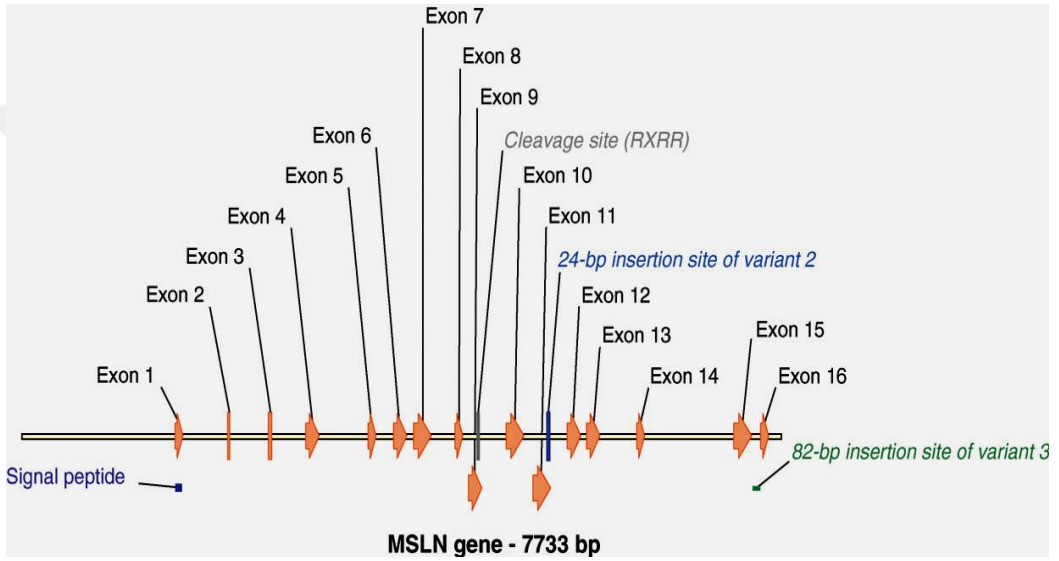 Exon 7
Exon 8
Exon 9
Exon 6
Cleavage site (RXRR)
Exon 5
Exon 10
Exon 4
Exon 11
Exon 3
24-bp insertion site of variant 2
Exon 2
Exon 12
Exon 13
Exon 15
Exon 1
Exon 14
Exon 16
82-bp insertion site of variant 3
Signal peptide
MSLN gene - 7733 bp